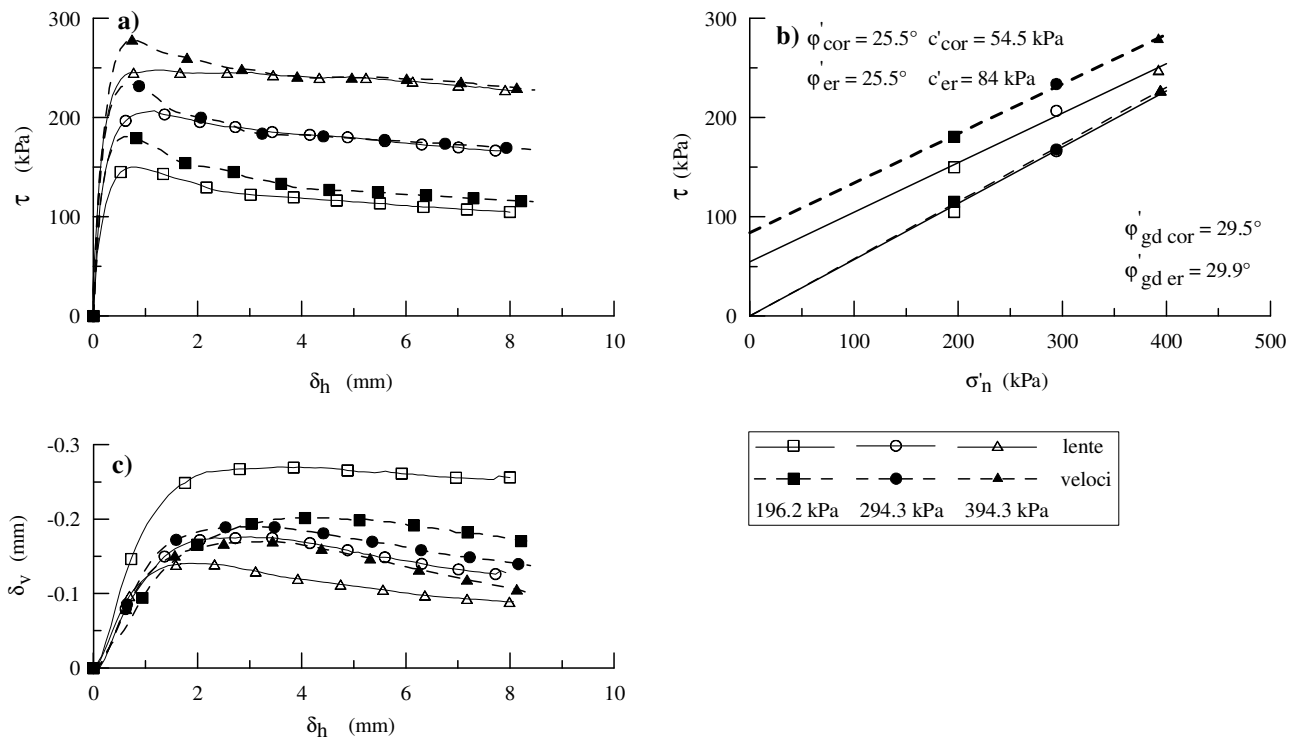 a)
300
200
100
0
τ (kPa)
0 2 4 6 8 10
δh (mm)
b)
φ'cor = 25.5° c'cor = 54.5 kPa
φ'er = 25.5° c'er = 84 kPa
300
200
100
0
τ (kPa)
φ'gd cor = 29.5°
φ'gd er = 29.9°
0 100 200 300 400 500
σ'n (kPa)
c)
-0.3
-0.2
-0.1
0
δv (mm)
0 2 4 6 8 10
δh (mm)
lente
veloci
196.2 kPa 294.3 kPa 394.3 kPa